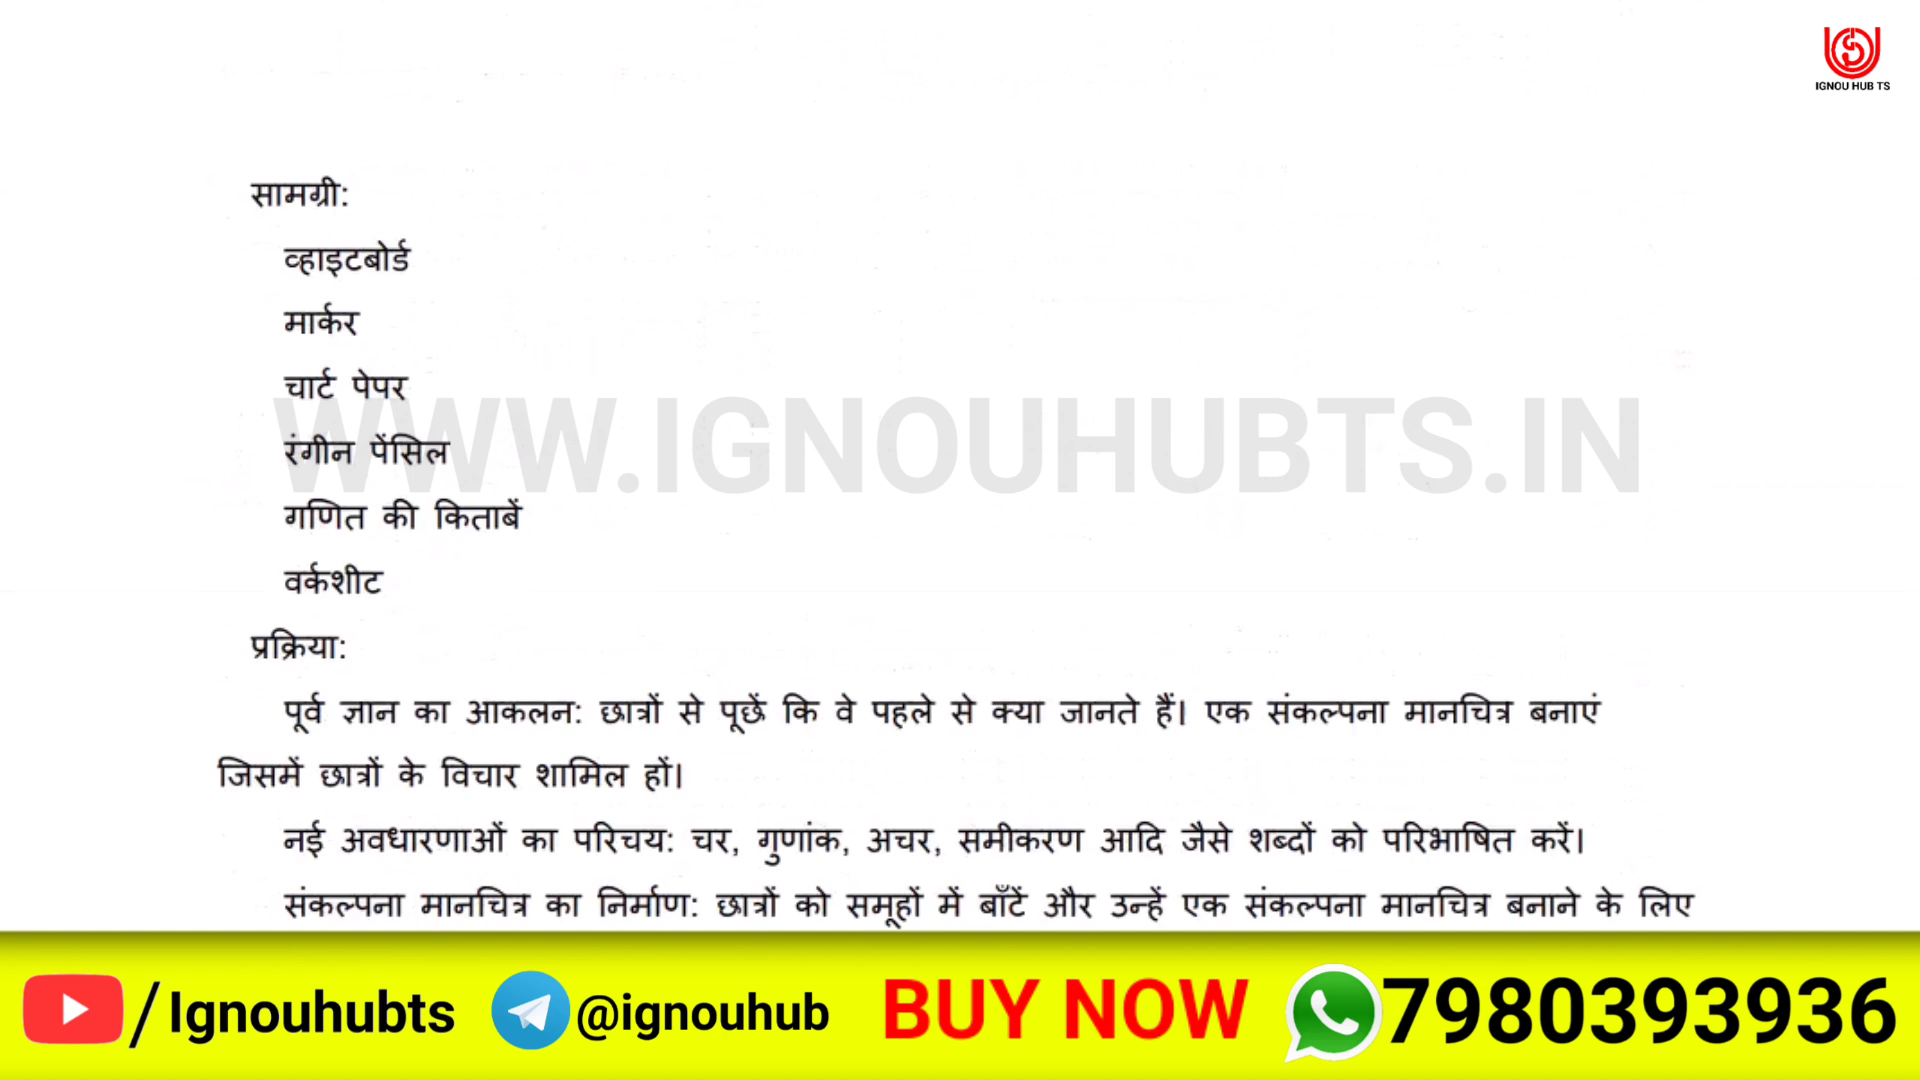 IGNOU HUB TS
सामग्री:
व्हाइटबोर्ड
मार्कर
चार्ट पेपर
WWW.IGNOUHUBTS.IN
रंगीन पेंसिल
गणित की किताबें
वर्कशीट
प्रक्रिया:
पूर्व ज्ञान का आकलन: छात्रों से पूछें कि वे पहले से क्या जानते हैं। एक संकल्पना मानचित्र बनाएं
जिसमें छात्रों के विचार शामिल हों।
नई अवधारणाओं का परिचय: चर, गुणांक, अचर, समीकरण आदि जैसे शब्दों को परिभाषित करें।
संकल्पना मानचित्र का निर्माण: छात्रों को समूहों में बाँटें और उन्हें एक संकल्पना मानचित्र बनाने के लिए
/Ignouhubts @ignouhub BUY NOW 7980393936